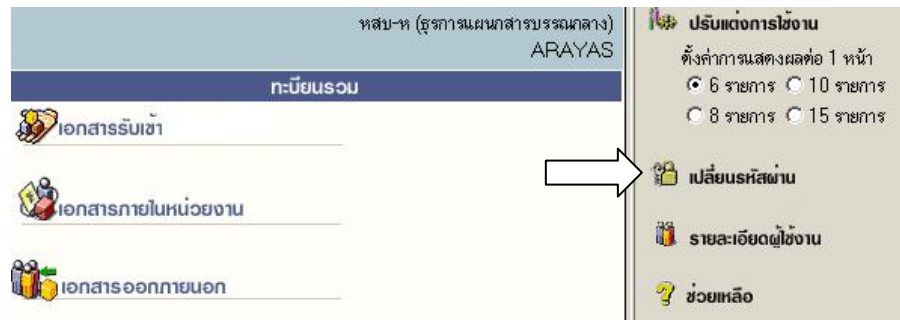 หสบ-ห (ธุรการแผนกสารบรรณกลาง)
ARAYAS
ทะเบียนรวม
เอกสารรับเข้า
เอกสารภายในหน่วยงาน
เอกสารออกภายนอก
ปรับแต่งการใช้งาน
ตั้งค่าการแสดงผลต่อ 1 หน้า
6 รายการ 10 รายการ
8 รายการ 15 รายการ
เปลี่ยนรหัสผ่าน
รายละเอียดผู้ใช้งาน
ช่วยเหลือ